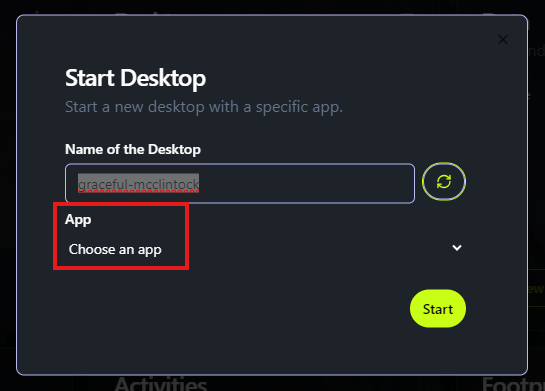 Start Desktop
Start a new desktop with a specific app.
Name of the Desktop
graceful-mcclintock
App
Choose an app
Start
Activities